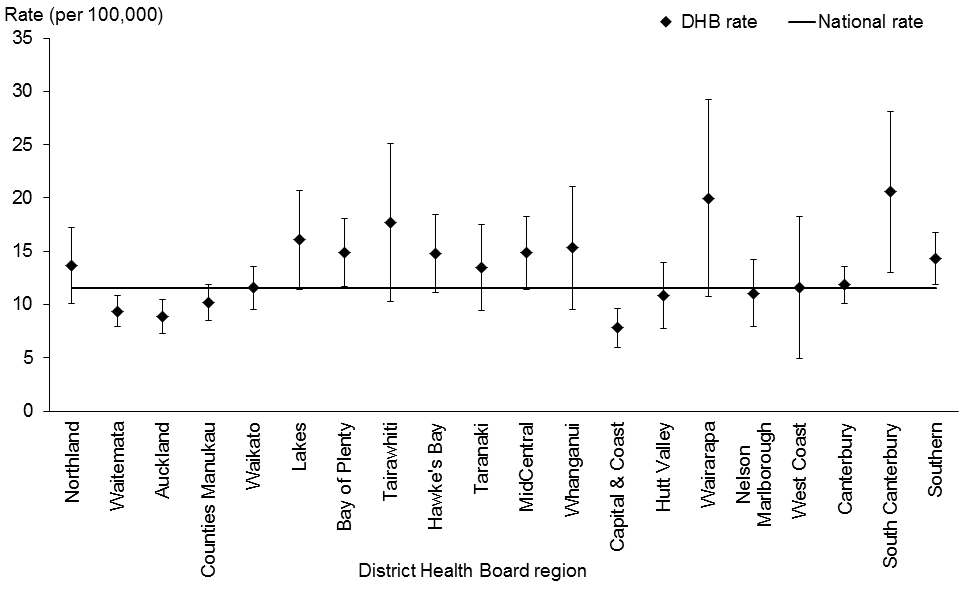 Rate (per 100,000)
DHB rate
National rate
35
30
25
20
15
10
5
0
Northland
Waitemata
Auckland
Counties Manukau
Waikato
Lakes
Bay of Plenty
Tairawhiti
Hawke's Bay
Taranaki
MidCentral
Whanganui
Capital & Coast
Hutt Valley
Wairarapa
Nelson
Marlborough
West Coast
Canterbury
South Canterbury
Southern
District Health Board region